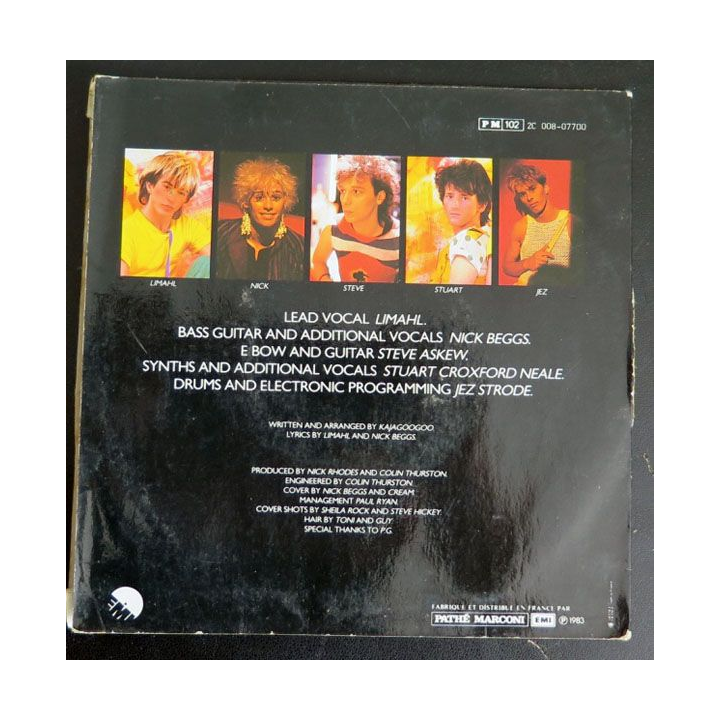 PM 102 2C 008-07700
LIMAHL NICK STEVE STUART JEZ
LEAD VOCAL LIMAHL.
BASS GUITAR AND ADDITIONAL VOCALS NICK BEGGS.
E BOW AND GUITAR STEVE ASKEW.
SYNTHS AND ADDITIONAL VOCALS STUART CROXFORD NEALE.
DRUMS AND ELECTRONIC PROGRAMMING JEZ STRODE.
WRITTEN AND ARRANGED BY KAJAGOOGOO.
LYRICS BY LIMAHL AND NICK BEGGS.
PRODUCED BY NICK RHODES AND COLIN THURSTON.
ENGINEERED BY COLIN THURSTON.
COVER BY NICK BEGGS AND CREAM.
MANAGEMENT PAUL RYAN.
COVER SHOTS BY SHEILA ROCK AND STEVE HICKEY.
HAIR BY TONI AND GUY.
SPECIAL THANKS TO P.G.
EMI
FABRIQUÉ ET DISTRIBUÉ EN FRANCE PAR
PATHÉ MARCONI EMI ℗ 1983